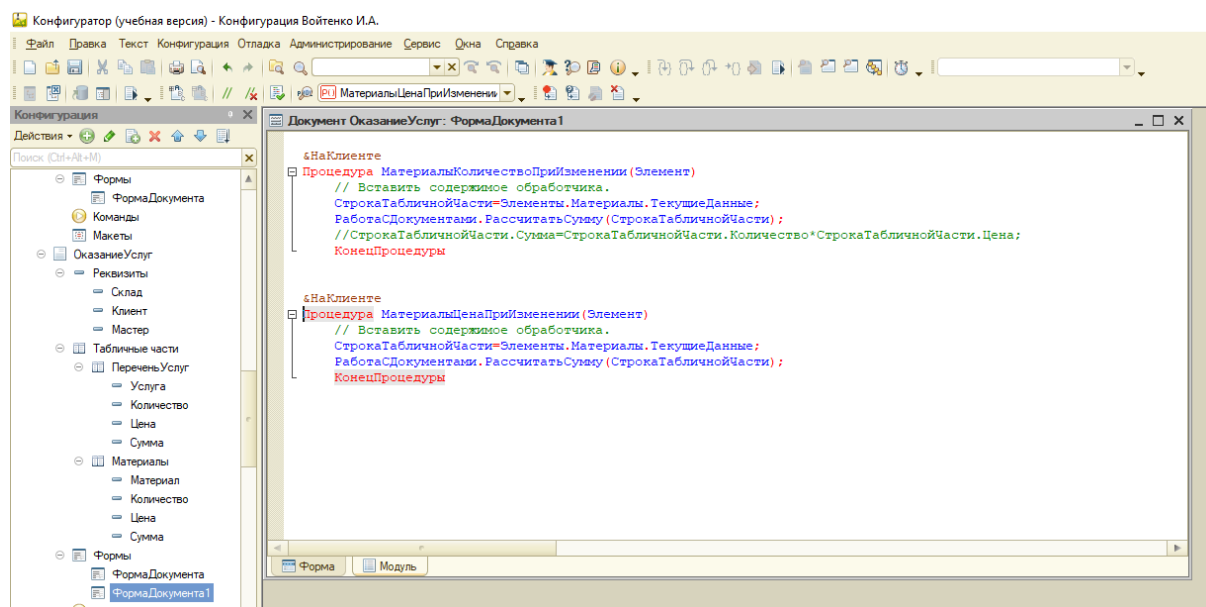 Конфигуратор (учебная версия) - Конфигурация Войтенко И.А.
Файл Правка Текст Конфигурация Отладка Администрирование Сервис Окна Справка
МатериалыЦенаПриИзменении
Конфигурация
Действия
Поиск (Ctrl+Alt+M)
Формы
ФормаДокумента
Команды
Макеты
ОказаниеУслуг
Реквизиты
Склад
Клиент
Мастер
Табличные части
ПереченьУслуг
Услуга
Количество
Цена
Сумма
Материалы
Материал
Количество
Цена
Сумма
Формы
ФормаДокумента
ФормаДокумента1
Документ ОказаниеУслуг: ФормаДокумента1
&НаКлиенте
Процедура МатериалыКоличествоПриИзменении(Элемент)
// Вставить содержимое обработчика.
СтрокаТабличнойЧасти=Элементы.Материалы.ТекущиеДанные;
РаботаСДокументами.РассчитатьСумму(СтрокаТабличнойЧасти);
//СтрокаТабличнойЧасти.Сумма=СтрокаТабличнойЧасти.Количество*СтрокаТабличнойЧасти.Цена;
КонецПроцедуры
&НаКлиенте
Процедура МатериалыЦенаПриИзменении(Элемент)
// Вставить содержимое обработчика.
СтрокаТабличнойЧасти=Элементы.Материалы.ТекущиеДанные;
РаботаСДокументами.РассчитатьСумму(СтрокаТабличнойЧасти);
КонецПроцедуры
Форма Модуль